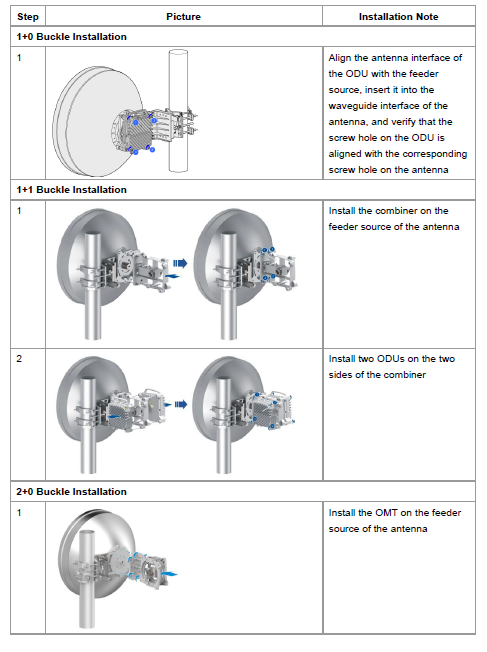 Step Picture Installation Note
1+0 Buckle Installation
1
Align the antenna interface of
the ODU with the feeder
source, insert it into the
waveguide interface of the
antenna, and verify that the
screw hole on the ODU is
aligned with the corresponding
screw hole on the antenna
1+1 Buckle Installation
1
Install the combiner on the
feeder source of the antenna
2
Install two ODUs on the two
sides of the combiner
2+0 Buckle Installation
1
Install the OMT on the feeder
source of the antenna